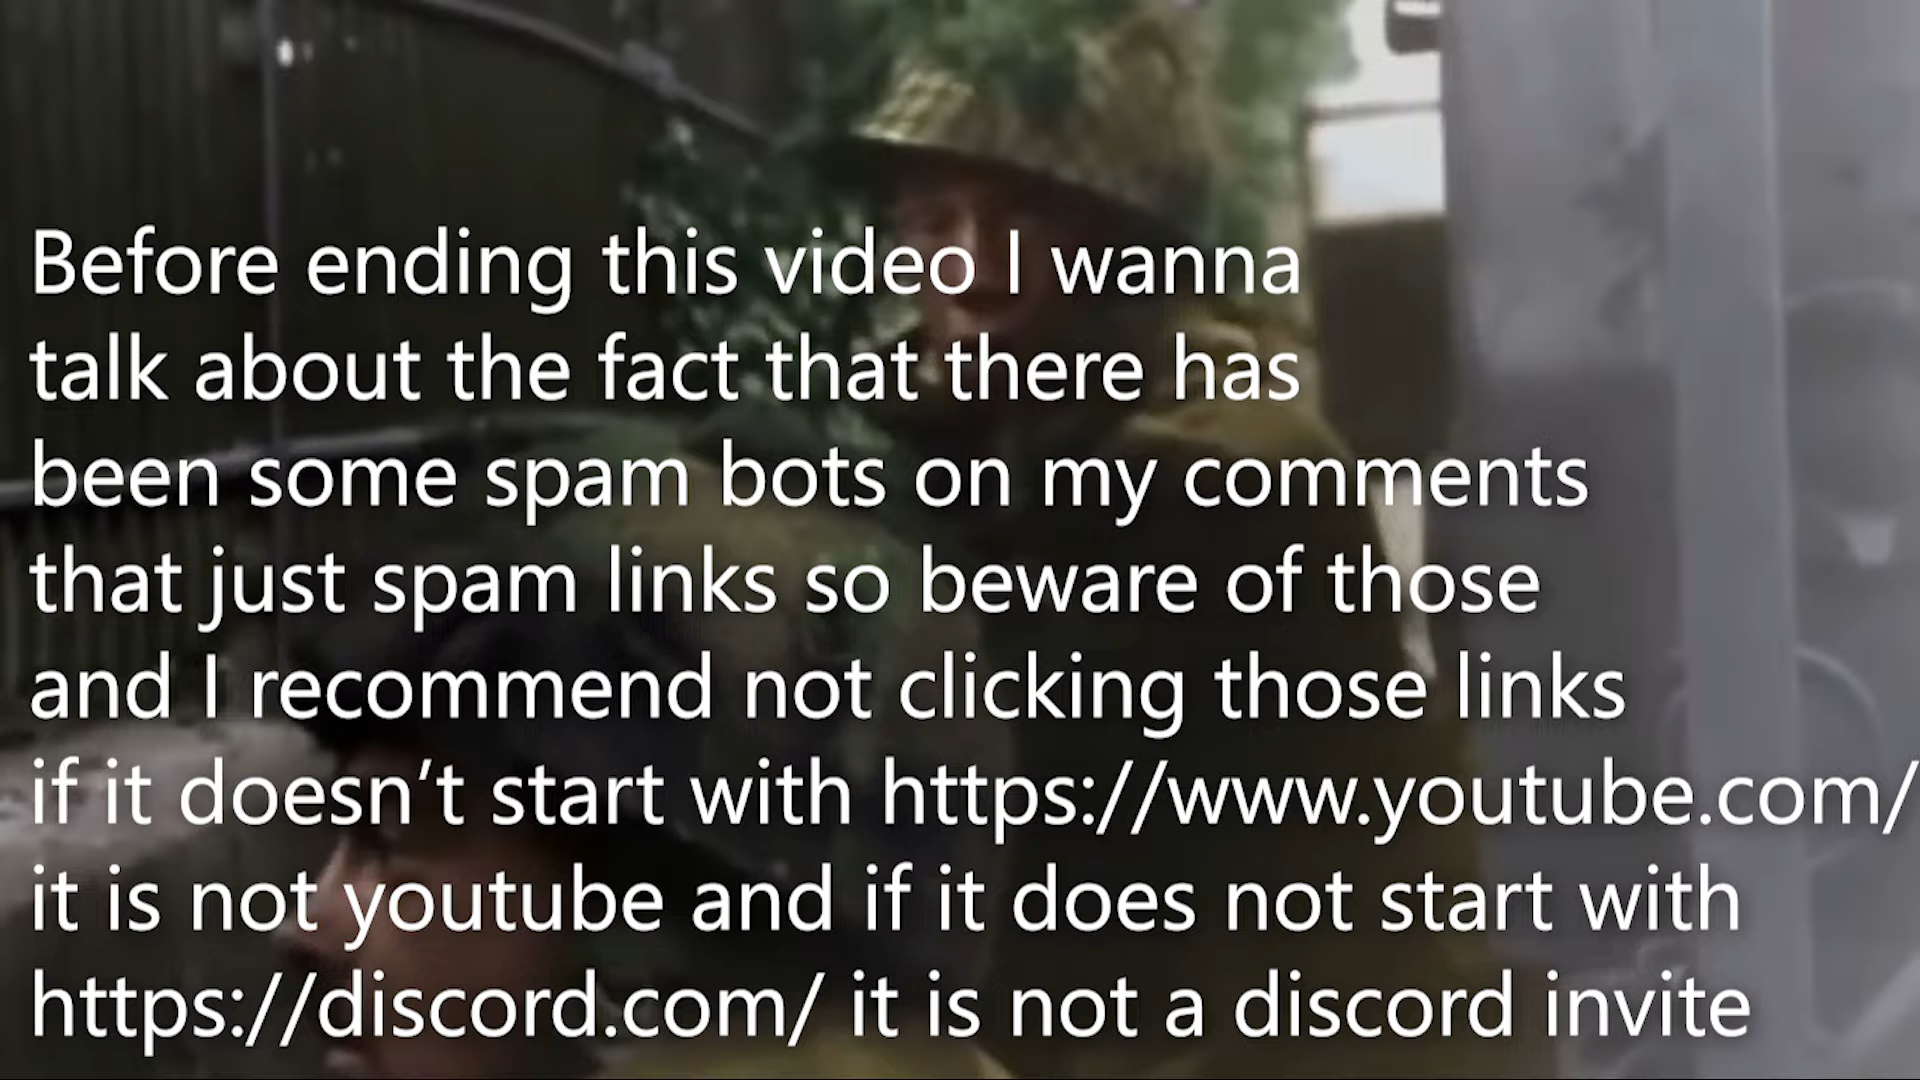 Before ending this video I wanna
talk about the fact that there has
been some spam bots on my comments
that just spam links so beware of those
and I recommend not clicking those links
if it doesn’t start with https://www.youtube.com/
it is not youtube and if it does not start with
https://discord.com/ it is not a discord invite